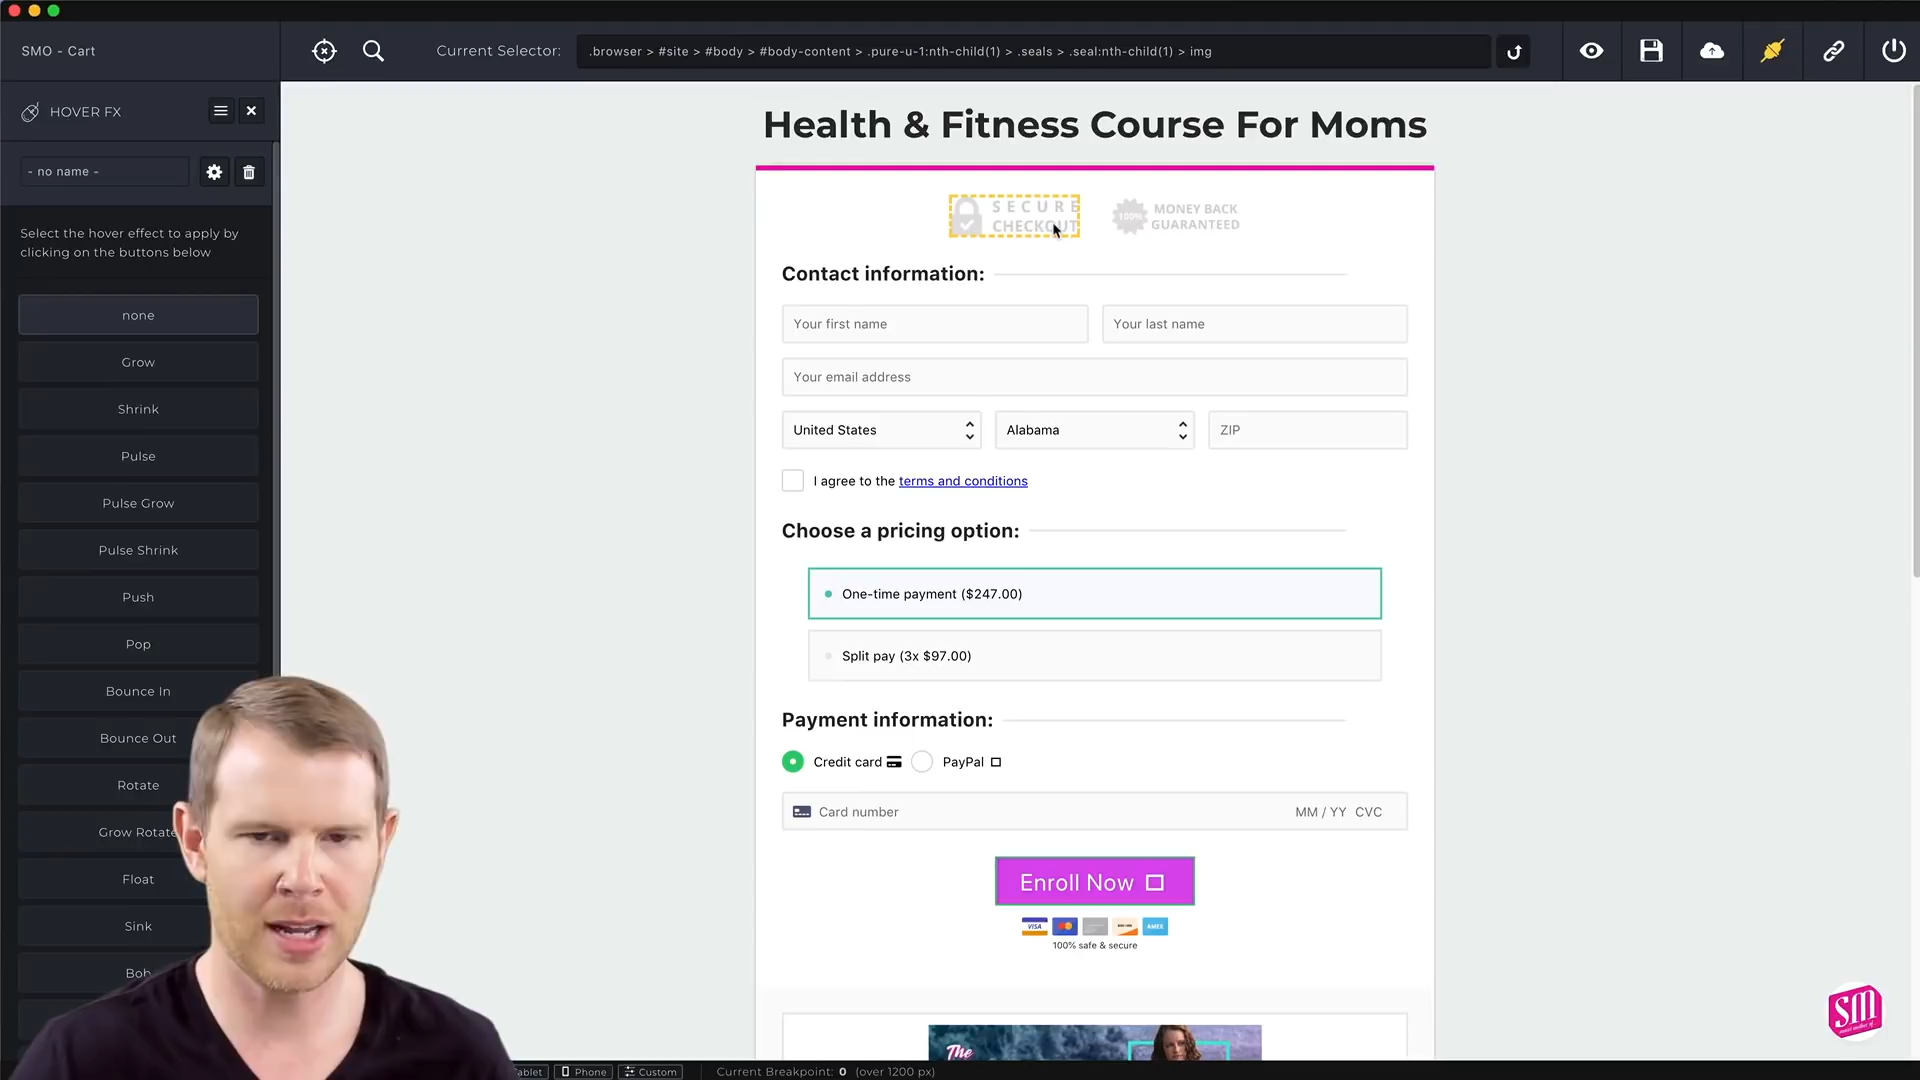 SMO - Cart
Current Selector:
.browser > #site > #body > #body-content > .pure-u-1:nth-child(1) > .seals > .seal:nth-child(1) > img
HOVER FX
- no name -
Select the hover effect to apply by
clicking on the buttons below
none
Grow
Shrink
Pulse
Pulse Grow
Pulse Shrink
Push
Pop
Bounce In
Bounce Out
Rotate
Grow Rotate
Float
Sink
Bob
Health & Fitness Course For Moms
SECURE
CHECKOUT
100%
MONEY BACK
GUARANTEED
Contact information:
Your first name
Your last name
Your email address
United States
Alabama
ZIP
I agree to the terms and conditions
Choose a pricing option:
One-time payment ($247.00)
Split pay (3x $97.00)
Payment information:
Credit card
PayPal
Card number
MM / YY CVC
Enroll Now
VISA
AMEX
100% safe & secure
The
sm
Phone
Custom
Current Breakpoint: 0 (over 1200 px)